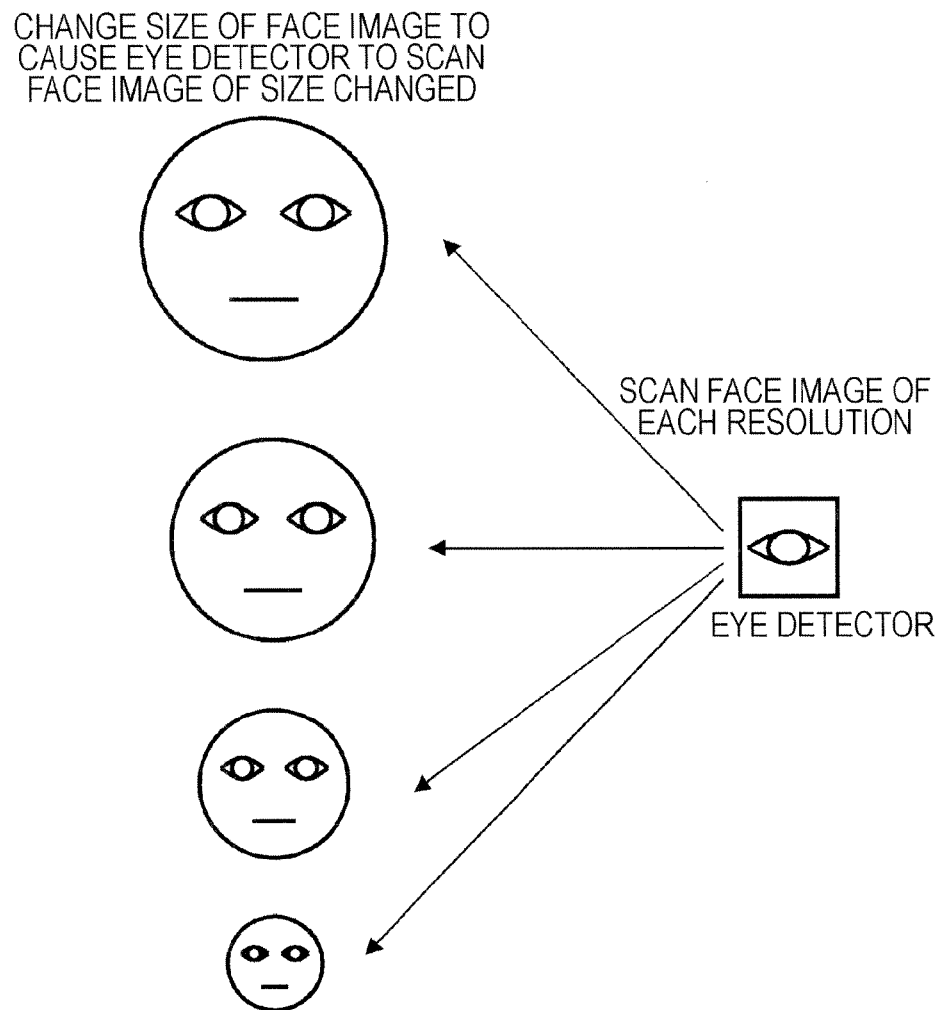 CHANGE SIZE OF FACE IMAGE TO
CAUSE EYE DETECTOR TO SCAN
FACE IMAGE OF SIZE CHANGED
SCAN FACE IMAGE OF
EACH RESOLUTION
EYE DETECTOR